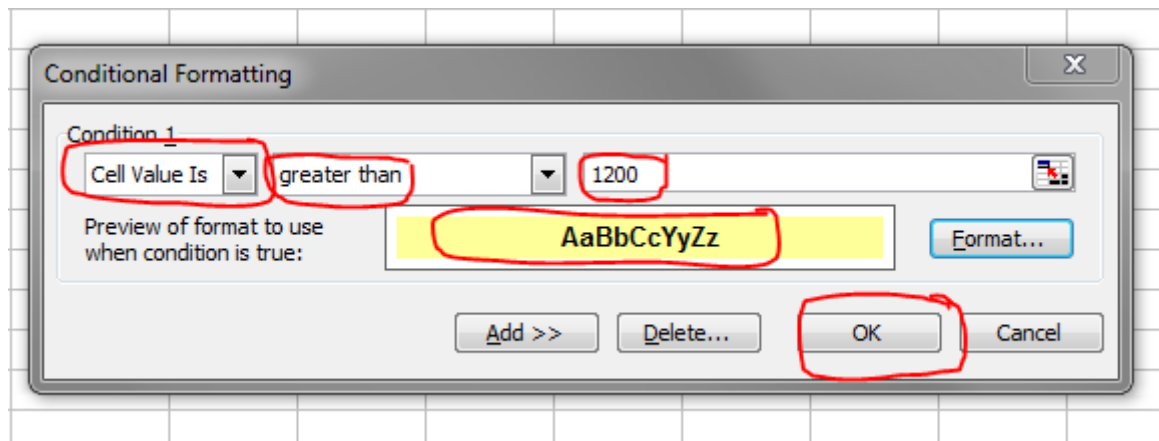 Conditional Formatting
Condition 1
Cell Value Is greater than 1200
Preview of format to use
when condition is true:
AaBbCcYyZz
Format...
Add >> Delete... OK Cancel